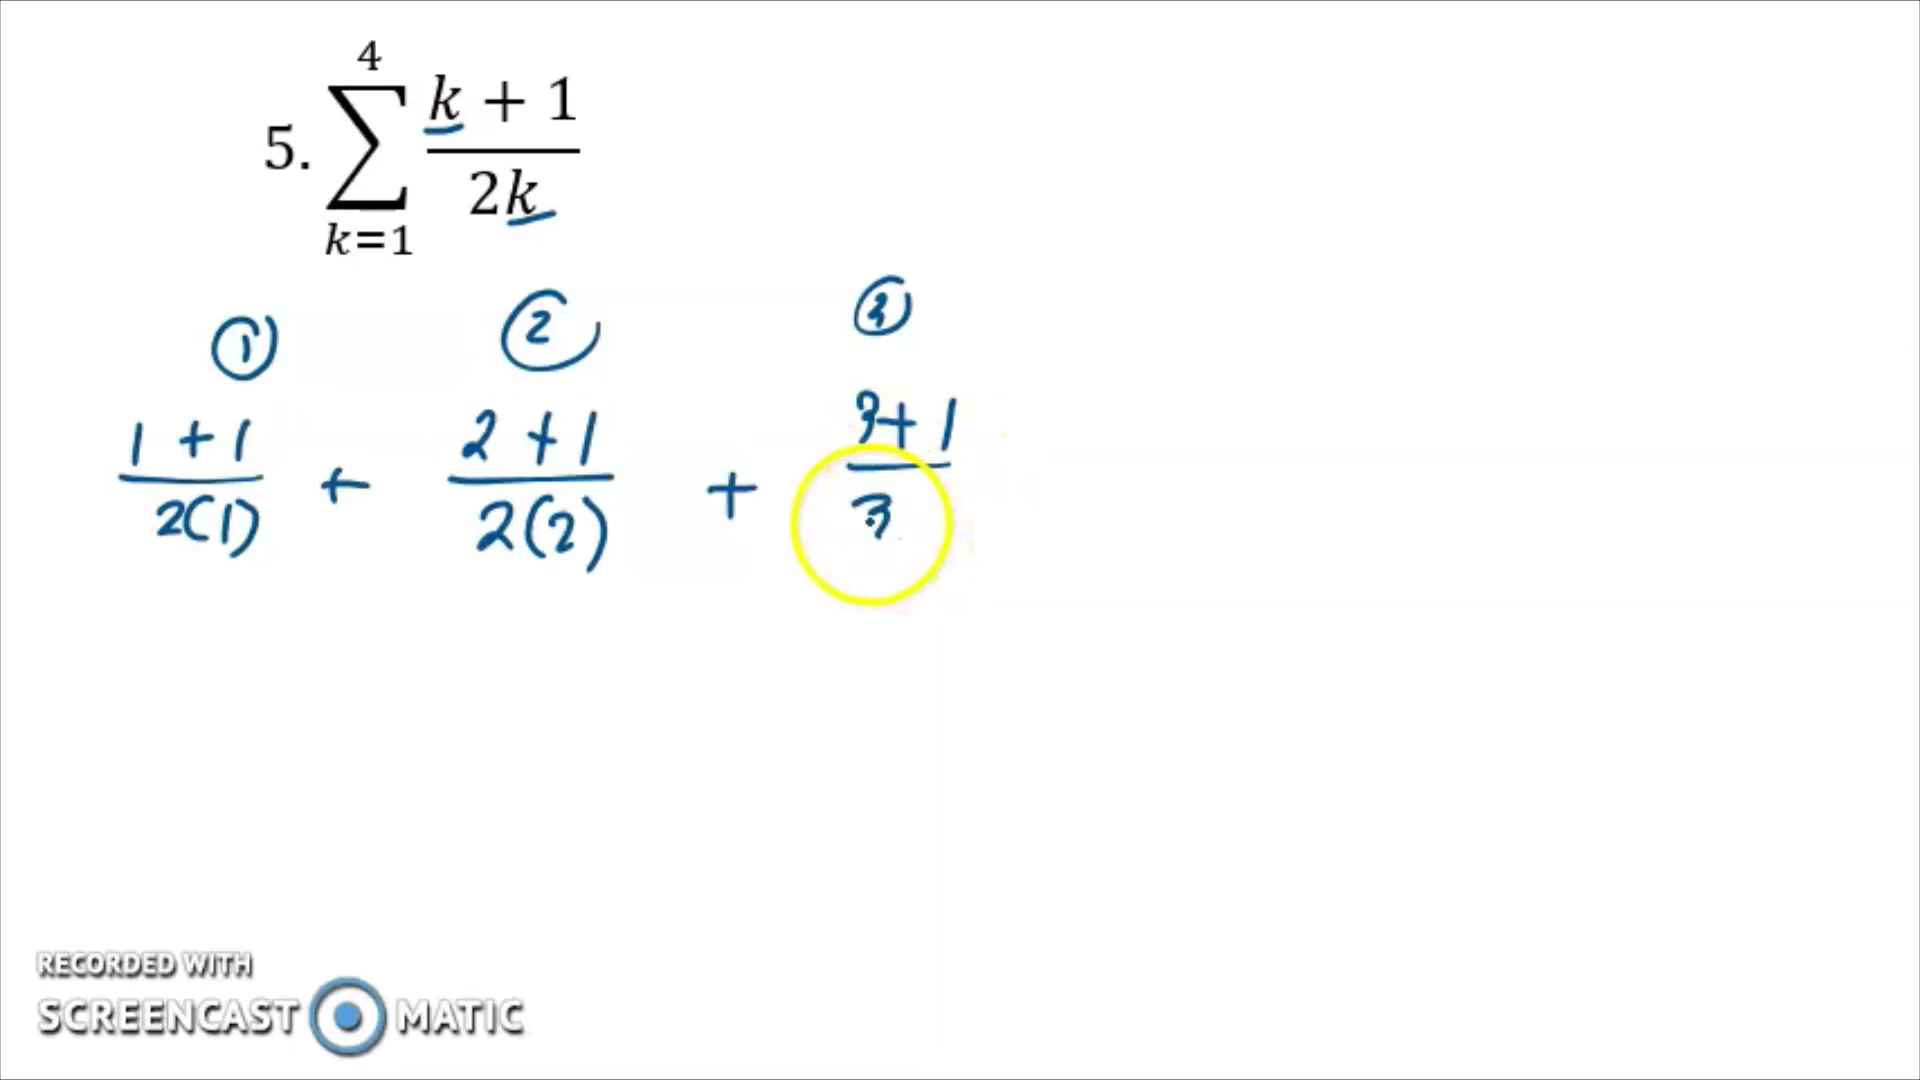 5. ∑_{k=1}^{4} (k + 1)/(2k)
① ② ③
(1 + 1)/(2(1)) + (2 + 1)/(2(2)) + (3 + 1)/3
RECORDED WITH
SCREENCAST MATIC